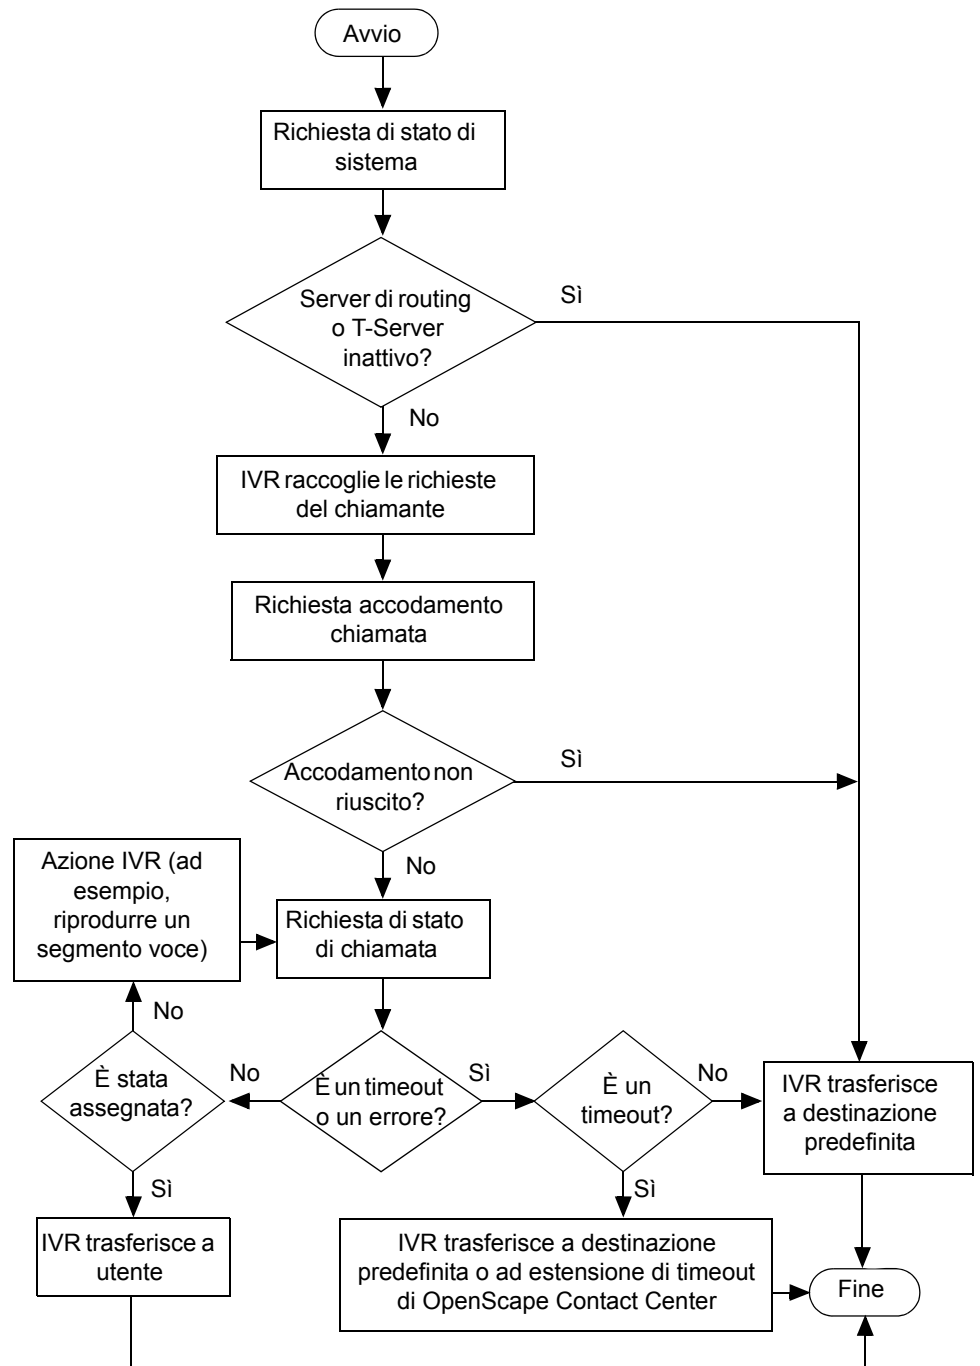 Avvio
Richiesta di stato di
sistema
Server di routing
o T-Server
inattivo?
Sì
No
IVR raccoglie le richieste
del chiamante
Richiesta accodamento
chiamata
Accodamento non
riuscito?
Sì
No
Azione IVR (ad
esempio,
riprodurre un
segmento voce)
Richiesta di stato
di chiamata
No
È stata
assegnata?
No
È un timeout
o un errore?
Sì
È un
timeout?
No
IVR trasferisce
a destinazione
predefinita
Sì
Sì
IVR trasferisce a
utente
IVR trasferisce a destinazione
predefinita o ad estensione di timeout
di OpenScape Contact Center
Fine